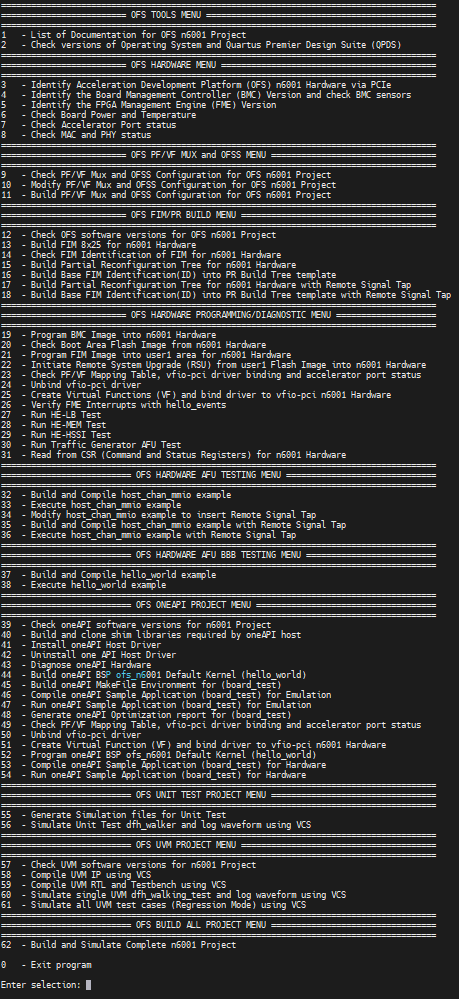 ==========================================================================================
========================== OFS TOOLS MENU ================================================
==========================================================================================
1 - List of Documentation for OFS n6001 Project
2 - Check versions of Operating System and Quartus Premier Design Suite (QPDS)
==========================================================================================
========================== OFS HARDWARE MENU =============================================
==========================================================================================
3 - Identify Acceleration Development Platform (OFS) n6001 Hardware via PCIe
4 - Identify the Board Management Controller (BMC) Version and check BMC sensors
5 - Identify the FPGA Management Engine (FME) Version
6 - Check Board Power and Temperature
7 - Check Accelerator Port status
8 - Check MAC and PHY status
==========================================================================================
========================== OFS PF/VF MUX and OFSS MENU ===================================
==========================================================================================
9 - Check PF/VF Mux and OFSS Configuration for OFS n6001 Project
10 - Modify PF/VF Mux and OFSS Configuration for OFS n6001 Project
11 - Build PF/VF Mux and OFSS Configuration for n6001 Project
==========================================================================================
========================== OFS FIM/PR BUILD MENU =========================================
==========================================================================================
12 - Check OFS software versions for OFS n6001 Project
13 - Build FIM 8x25 for n6001 Hardware
14 - Check FIM Identification of FIM for n6001 Hardware
15 - Build Partial Reconfiguration Tree for n6001 Hardware
16 - Build Base FIM Identification(ID) into PR Build Tree template
17 - Build Partial Reconfiguration Tree for n6001 Hardware with Remote Signal Tap
18 - Build Base FIM Identification(ID) into PR Build Tree template with Remote Signal Tap
==========================================================================================
========================== OFS HARDWARE PROGRAMMING/DIAGNOSTIC MENU ======================
==========================================================================================
19 - Program BMC Image into n6001 Hardware
20 - Check Boot Area Flash Image from n6001 Hardware
21 - Program FIM Image into user1 area for n6001 Hardware
22 - Initiate Remote System Upgrade (RSU) from user1 Flash Image into n6001 Hardware
23 - Check PF/VF Mapping Table, vfio-pci driver binding and accelerator port status
24 - Unbind vfio-pci driver
25 - Create Virtual Functions (VF) and bind driver to vfio-pci n6001 Hardware
26 - Verify FME Interrupts with hello_events
27 - Run HE-LB Test
28 - Run HE-MEM Test
29 - Run HE-HSSI Test
30 - Run Traffic Generator AFU Test
31 - Read from CSR (Command and Status Registers) for n6001 Hardware
==========================================================================================
=========================== OFS HARDWARE AFU TESTING MENU ================================
==========================================================================================
32 - Build and Compile host_chan_mmio example
33 - Execute host_chan_mmio example
34 - Modify host_chan_mmio example to insert Remote Signal Tap
35 - Build and Compile host_chan_mmio example with Remote Signal Tap
36 - Execute host_chan_mmio example with Remote Signal Tap
==========================================================================================
=========================== OFS HARDWARE AFU BBB TESTING MENU ============================
==========================================================================================
37 - Build and Compile hello_world example
38 - Execute hello_world example
==========================================================================================
=========================== OFS ONEAPI PROJECT MENU ======================================
==========================================================================================
39 - Check oneAPI software versions for n6001 Project
40 - Build and clone shim libraries required by oneAPI host
41 - Install oneAPI Host Driver
42 - Uninstall one API Host Driver
43 - Diagnose oneAPI Hardware
44 - Build oneAPI BSP ofs_n6001 Default Kernel (hello_world)
45 - Build oneAPI MakeFile Environment for (board_test)
46 - Compile oneAPI Sample Application (board_test) for Emulation
47 - Run oneAPI Sample Application (board_test) for Emulation
48 - Generate oneAPI Optimization report for (board_test)
49 - Check PF/VF Mapping Table, vfio-pci driver binding and accelerator port status
50 - Unbind vfio-pci driver
51 - Create Virtual Function (VF) and bind driver to vfio-pci n6001 Hardware
52 - Program oneAPI BSP ofs_n6001 Default Kernel (hello_world)
53 - Compile oneAPI Sample Application (board_test) for Hardware
54 - Run oneAPI Sample Application (board_test) for Hardware
==========================================================================================
=========================== OFS UNIT TEST PROJECT MENU ===================================
==========================================================================================
55 - Generate Simulation files for Unit Test
56 - Simulate Unit Test dfh_walker and log waveform using VCS
==========================================================================================
=========================== OFS UVM PROJECT MENU =========================================
==========================================================================================
57 - Check UVM software versions for n6001 Project
58 - Compile UVM IP using VCS
59 - Compile UVM RTL and Testbench using VCS
60 - Simulate single UVM dfh_walking_test and log waveform using VCS
61 - Simulate all UVM test cases (Regression Mode) using VCS
==========================================================================================
=========================== OFS BUILD ALL PROJECT MENU ===================================
==========================================================================================
62 - Build and Simulate Complete n6001 Project
0 - Exit program
Enter selection: